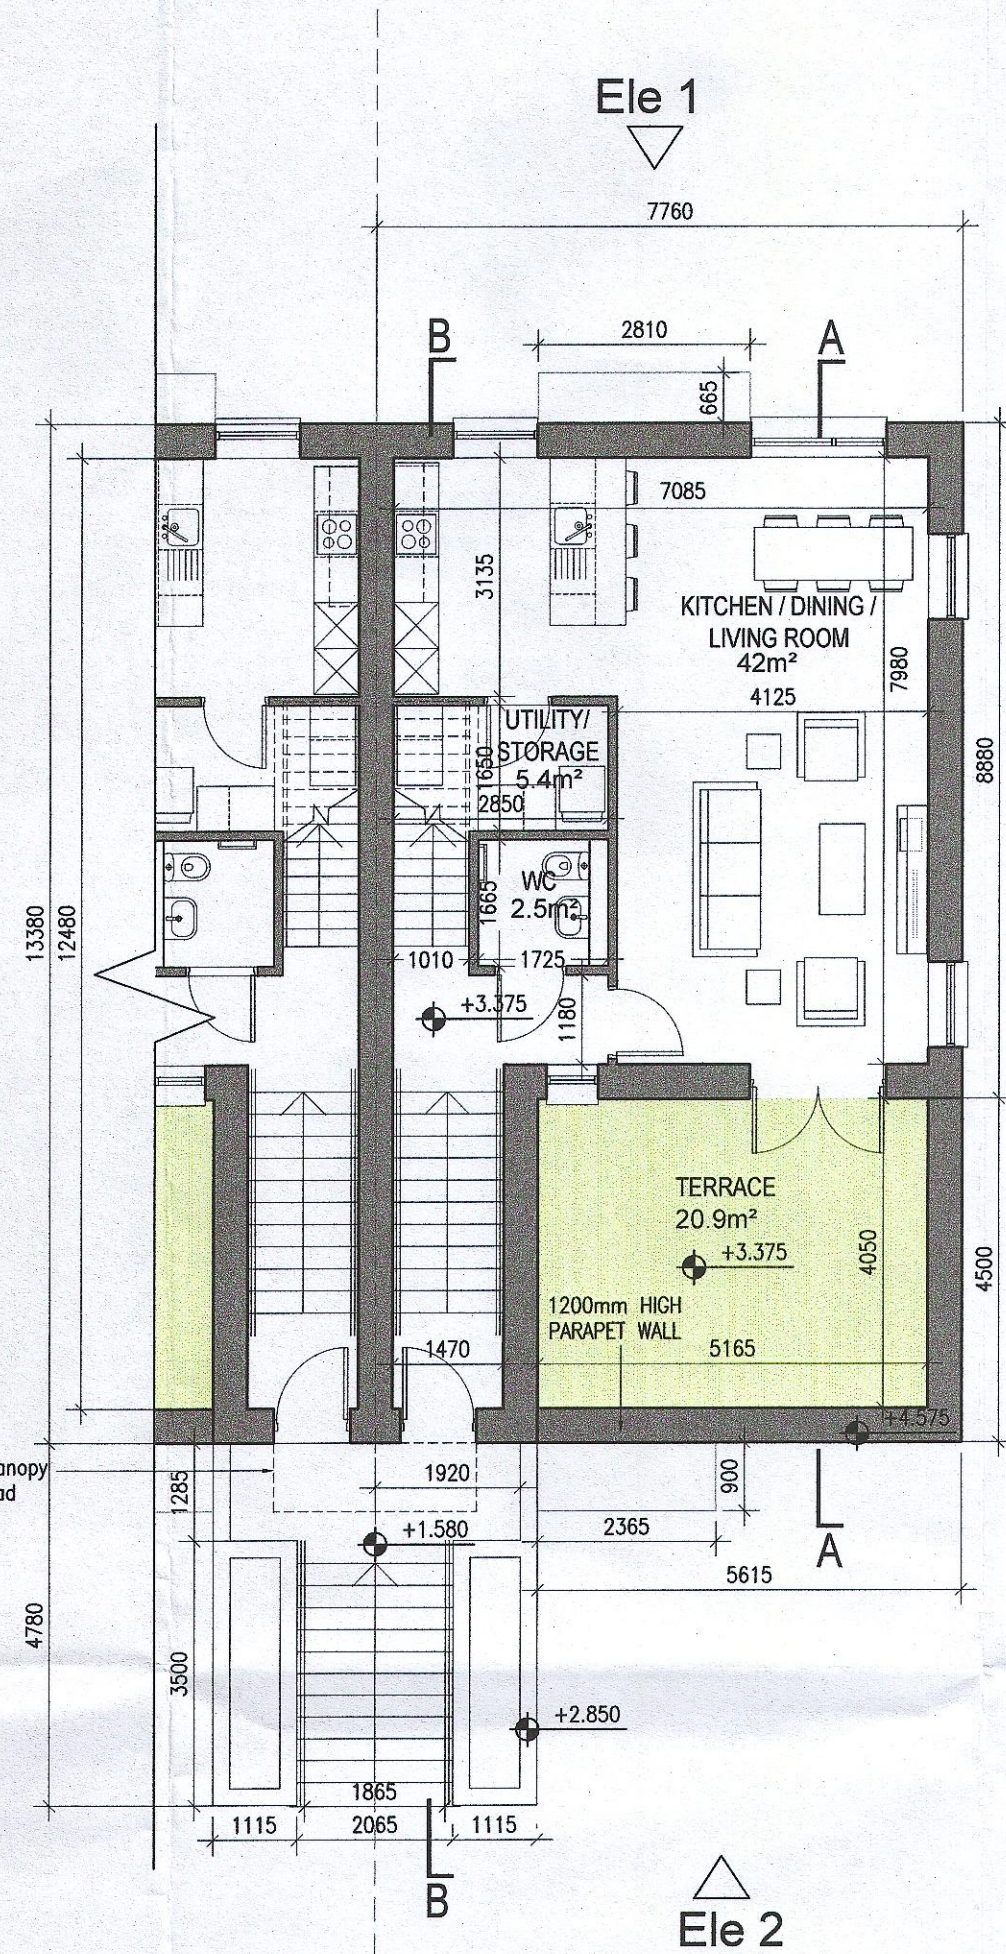 Ele 1
7760
B
2810
A
665
7085
3135
KITCHEN / DINING /
LIVING ROOM
42m²
7980
4125
UTILITY/
STORAGE
5.4m²
1650
2850
8880
WC
2.5m²
1665
13380
12480
1010
1725
+3.375
1180
TERRACE
20.9m²
+3.375
4050
4500
1200mm HIGH
PARAPET WALL
1470
5165
+4.575
anopy
ad
1285
1920
900
+1.580
2365
A
5615
4780
3500
+2.850
1865
1115
2065
1115
B
Ele 2